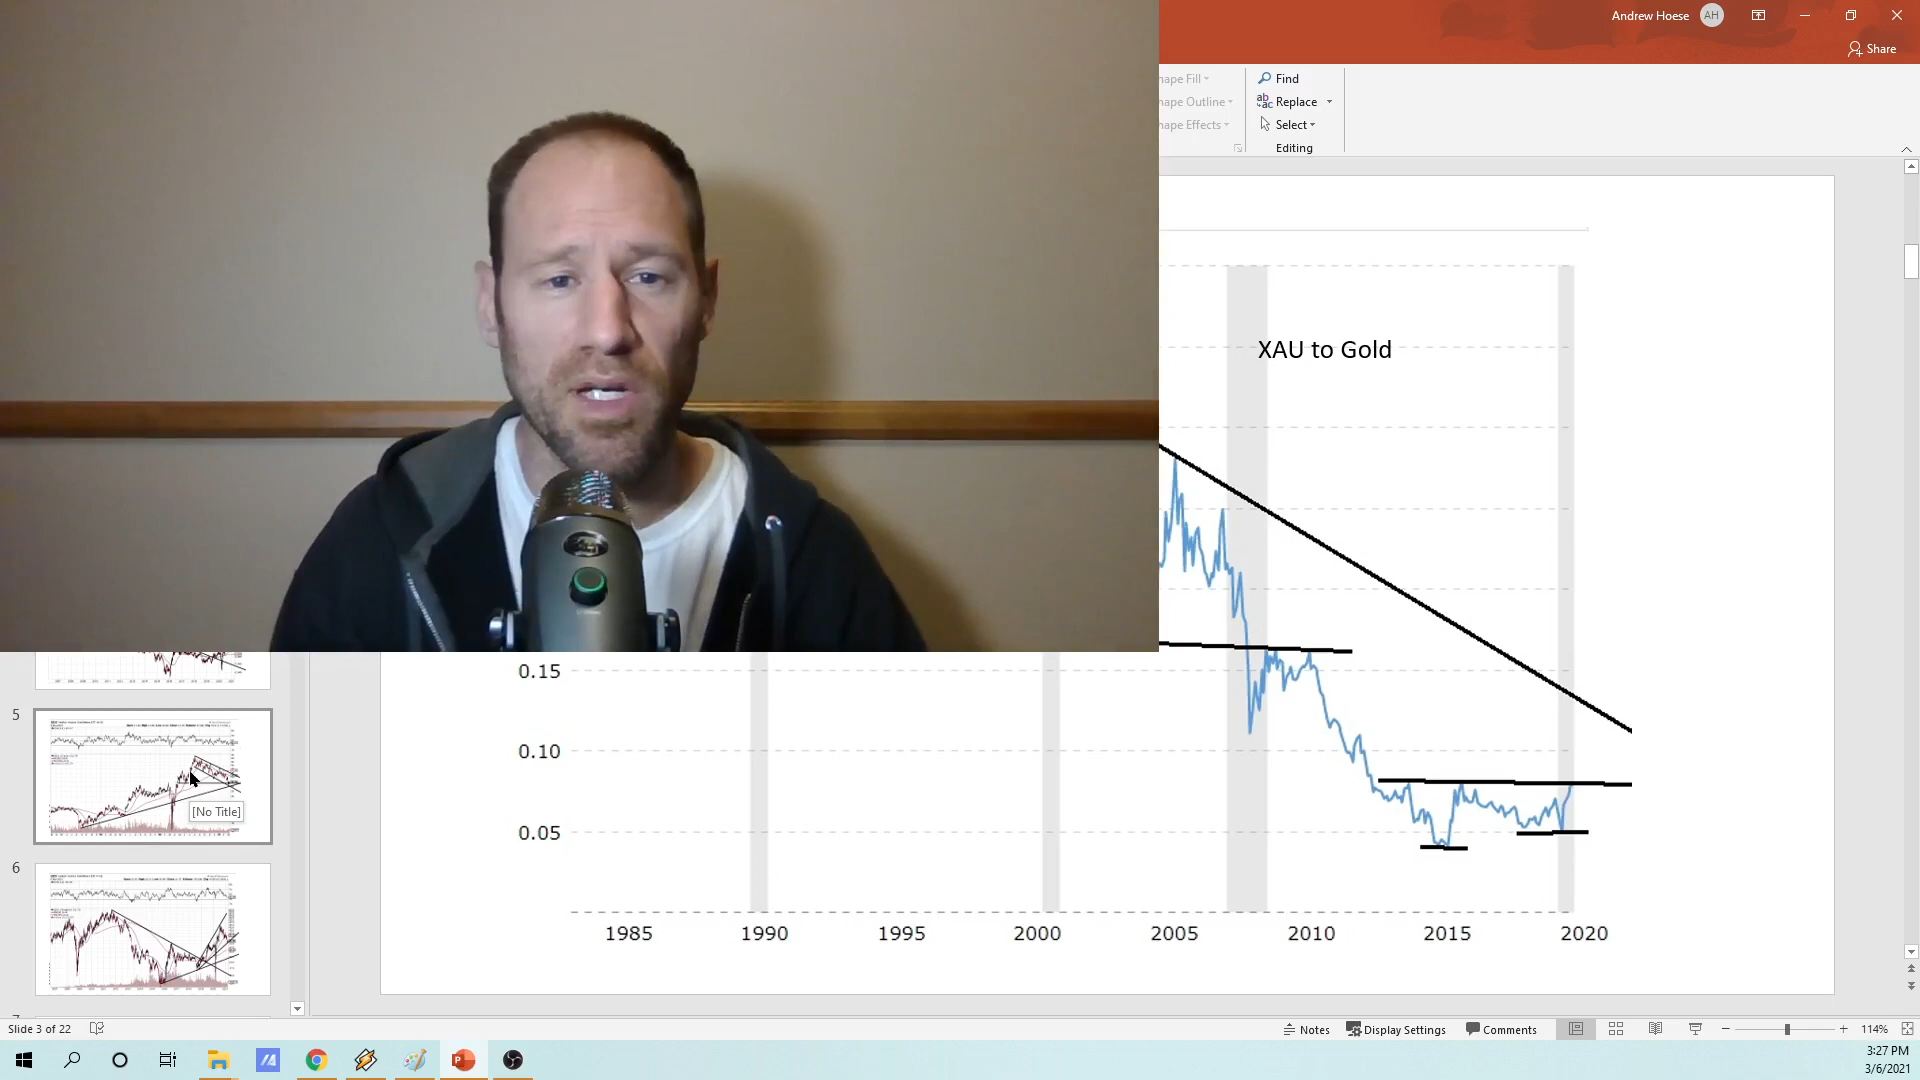 Andrew Hoese AH
Share
hape Fill
hape Outline
hape Effects
Find
Replace
Select
Editing
XAU to Gold
0.15
0.10
0.05
1985 1990 1995 2000 2005 2010 2015 2020
5
[No Title]
6
Slide 3 of 22
Notes Display Settings Comments 114%
3:27 PM
3/6/2021